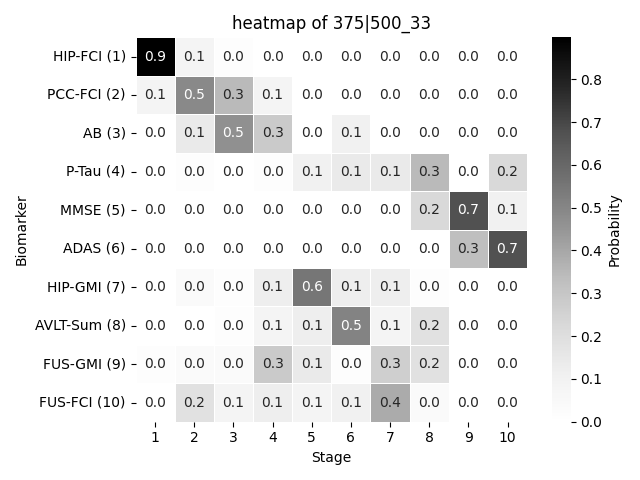 heatmap of 375|500_33
HIP-FCI (1) 0.9 0.1 0.0 0.0 0.0 0.0 0.0 0.0 0.0 0.0
PCC-FCI (2) 0.1 0.5 0.3 0.1 0.0 0.0 0.0 0.0 0.0 0.0
AB (3) 0.0 0.1 0.5 0.3 0.0 0.1 0.0 0.0 0.0 0.0
P-Tau (4) 0.0 0.0 0.0 0.0 0.1 0.1 0.1 0.3 0.0 0.2
MMSE (5) 0.0 0.0 0.0 0.0 0.0 0.0 0.0 0.2 0.7 0.1
ADAS (6) 0.0 0.0 0.0 0.0 0.0 0.0 0.0 0.0 0.3 0.7
HIP-GMI (7) 0.0 0.0 0.0 0.1 0.6 0.1 0.1 0.0 0.0 0.0
AVLT-Sum (8) 0.0 0.0 0.0 0.1 0.1 0.5 0.1 0.2 0.0 0.0
FUS-GMI (9) 0.0 0.0 0.0 0.3 0.1 0.0 0.3 0.2 0.0 0.0
FUS-FCI (10) 0.0 0.2 0.1 0.1 0.1 0.1 0.4 0.0 0.0 0.0
1 2 3 4 5 6 7 8 9 10
Stage
Biomarker
0.8
0.7
0.6
0.5
0.4
0.3
0.2
0.1
0.0
Probability